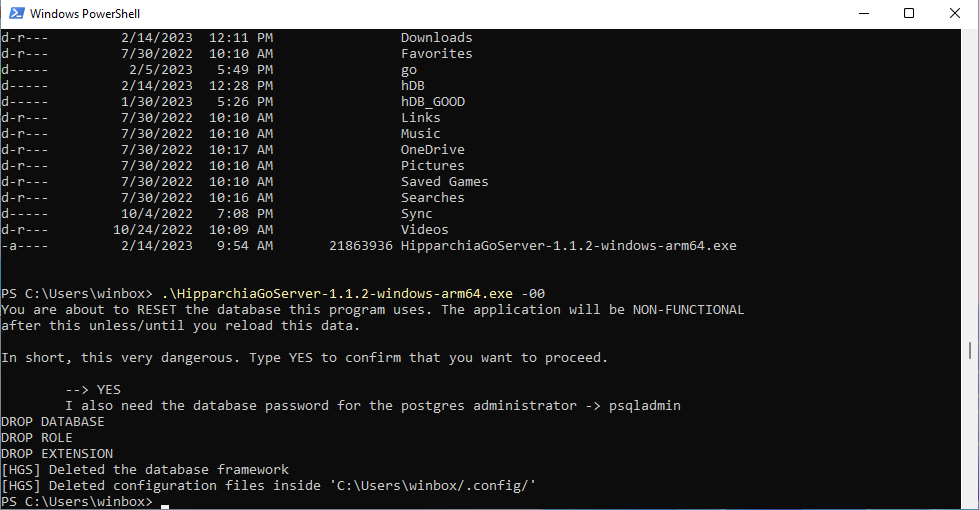 Windows PowerShell
d-r---         2/14/2023  12:11 PM                Downloads
d-r---         7/30/2022  10:10 AM                Favorites
d-----          2/5/2023   5:49 PM                go
d-----         2/14/2023  12:28 PM                hDB
d-----         1/30/2023   5:26 PM                hDB_GOOD
d-r---         7/30/2022  10:10 AM                Links
d-r---         7/30/2022  10:10 AM                Music
d-r---         7/30/2022  10:17 AM                OneDrive
d-r---         7/30/2022  10:10 AM                Pictures
d-r---         7/30/2022  10:10 AM                Saved Games
d-r---         7/30/2022  10:16 AM                Searches
d-----         10/4/2022   7:08 PM                Sync
d-r---        10/24/2022  10:09 AM                Videos
-a----         2/14/2023   9:54 AM       21863936 HipparchiaGoServer-1.1.2-windows-arm64.exe
PS C:\Users\winbox> .\HipparchiaGoServer-1.1.2-windows-arm64.exe -00
You are about to RESET the database this program uses. The application will be NON-FUNCTIONAL
after this unless/until you reload this data.
In short, this very dangerous. Type YES to confirm that you want to proceed.
--> YES
I also need the database password for the postgres administrator -> psqladmin
DROP DATABASE
DROP ROLE
DROP EXTENSION
[HGS] Deleted the database framework
[HGS] Deleted configuration files inside 'C:\Users\winbox/.config/'
PS C:\Users\winbox>